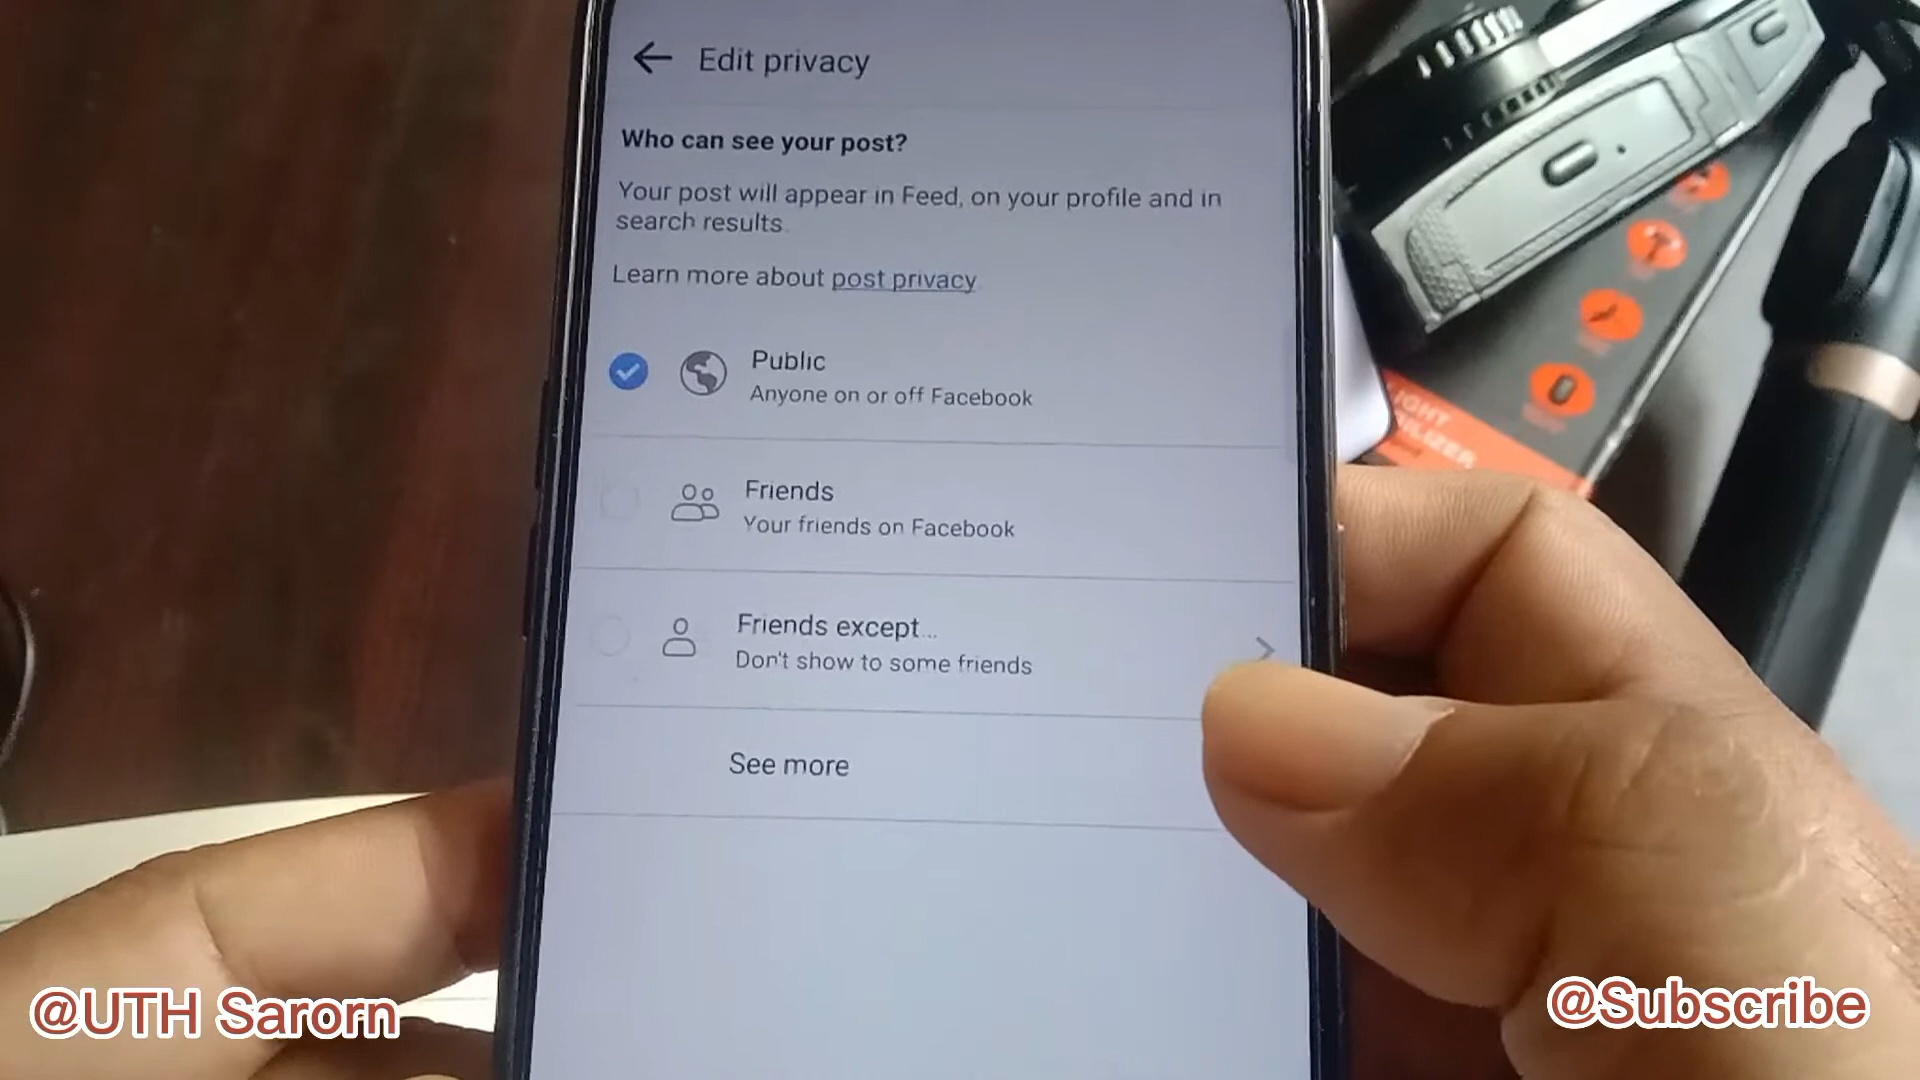 Edit privacy
Who can see your post?
Your post will appear in Feed, on your profile and in
search results.
Learn more about post privacy
Public
Anyone on or off Facebook
Friends
Your friends on Facebook
Friends except...
Don't show to some friends
See more
@UTH Sarorn
@Subscribe